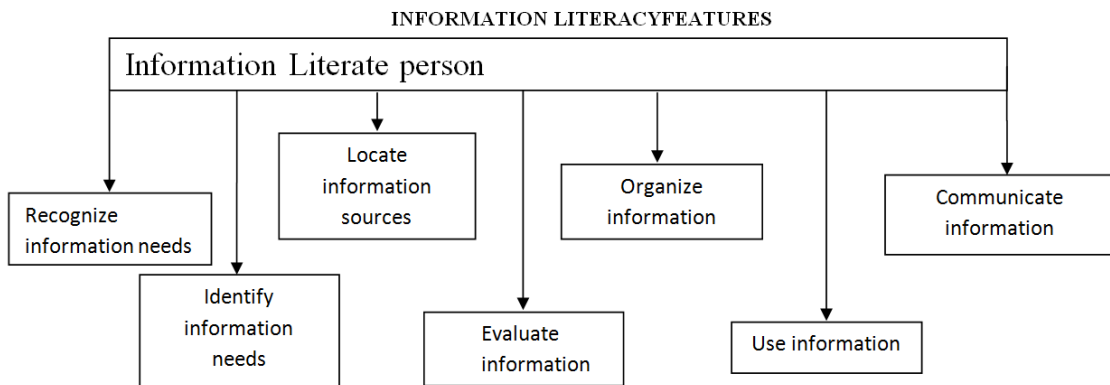 INFORMATION LITERACYFEATURES
Information Literate person
Recognize
information needs
Identify
information
needs
Locate
information
sources
Evaluate
information
Organize
information
Use information
Communicate
information